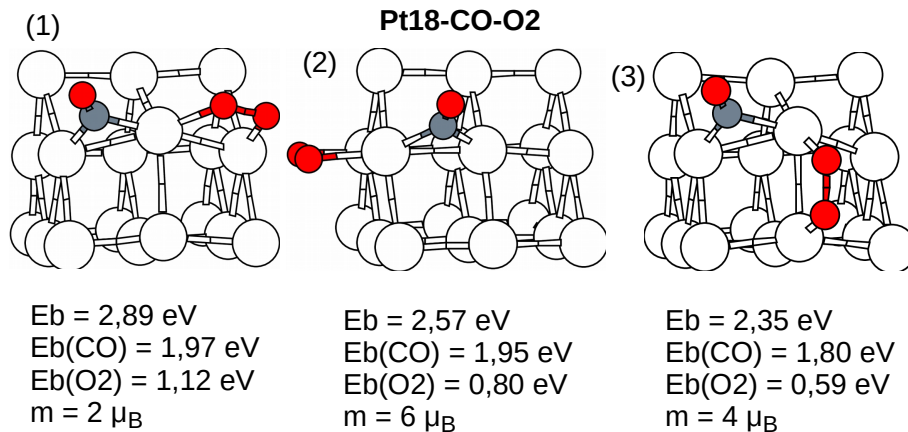 Pt18-CO-O2
(1)
(2)
(3)
Eb = 2,89 eV
Eb(CO) = 1,97 eV
Eb(O2) = 1,12 eV
m = 2 μB
Eb = 2,57 eV
Eb(CO) = 1,95 eV
Eb(O2) = 0,80 eV
m = 6 μB
Eb = 2,35 eV
Eb(CO) = 1,80 eV
Eb(O2) = 0,59 eV
m = 4 μB